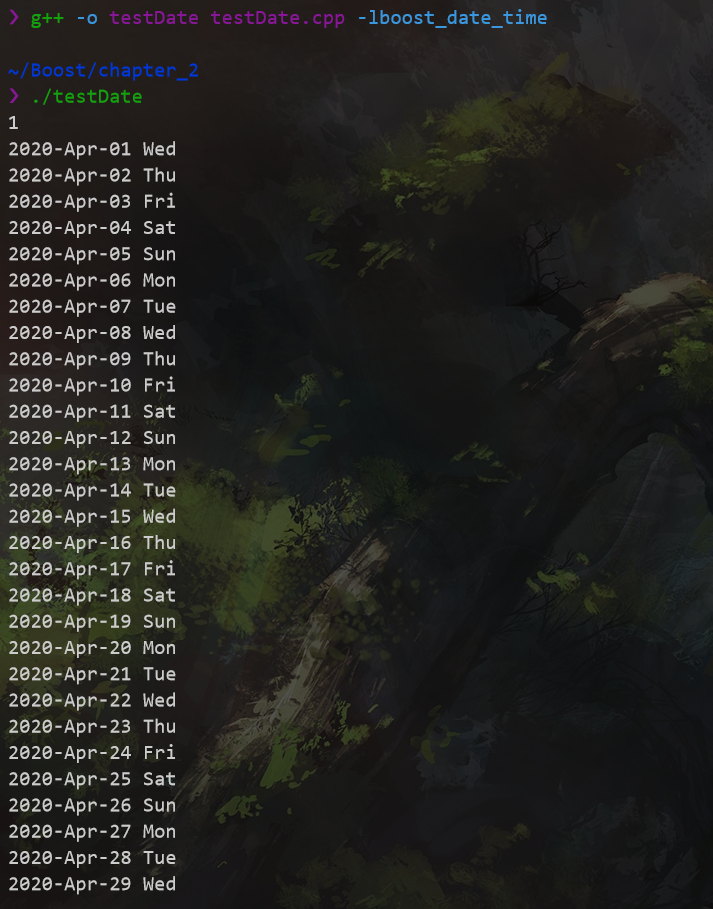 ❯ g++ -o testDate testDate.cpp -lboost_date_time
~/Boost/chapter_2
❯ ./testDate
1
2020-Apr-01 Wed
2020-Apr-02 Thu
2020-Apr-03 Fri
2020-Apr-04 Sat
2020-Apr-05 Sun
2020-Apr-06 Mon
2020-Apr-07 Tue
2020-Apr-08 Wed
2020-Apr-09 Thu
2020-Apr-10 Fri
2020-Apr-11 Sat
2020-Apr-12 Sun
2020-Apr-13 Mon
2020-Apr-14 Tue
2020-Apr-15 Wed
2020-Apr-16 Thu
2020-Apr-17 Fri
2020-Apr-18 Sat
2020-Apr-19 Sun
2020-Apr-20 Mon
2020-Apr-21 Tue
2020-Apr-22 Wed
2020-Apr-23 Thu
2020-Apr-24 Fri
2020-Apr-25 Sat
2020-Apr-26 Sun
2020-Apr-27 Mon
2020-Apr-28 Tue
2020-Apr-29 Wed